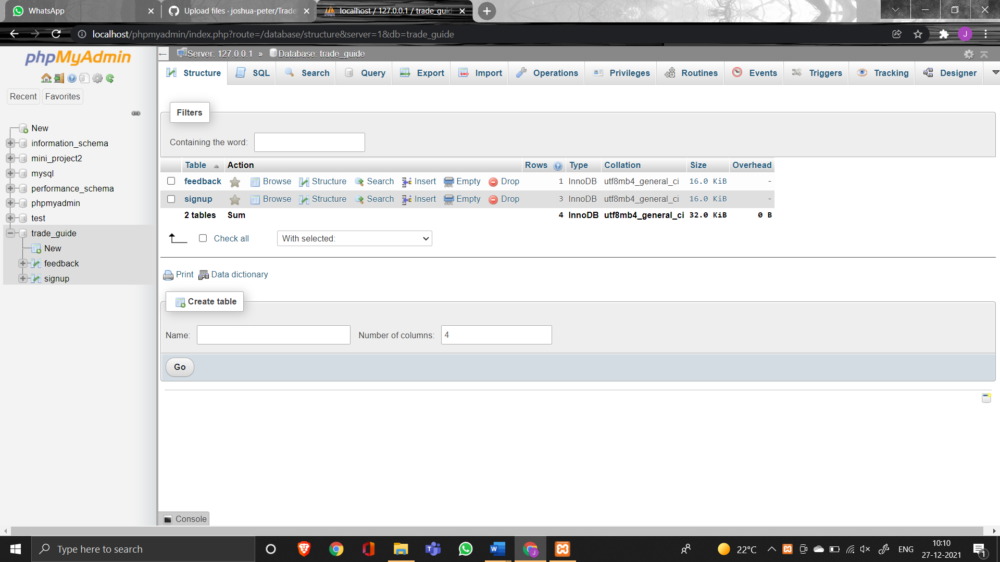 WhatsApp
Upload files · joshua-peter/Trade
localhost / 127.0.0.1 / trade_guid
localhost/phpmyadmin/index.php?route=/database/structure&server=1&db=trade_guide
J
phpMyAdmin
Recent Favorites
New
information_schema
mini_project2
mysql
performance_schema
phpmyadmin
test
trade_guide
New
feedback
signup
Server: 127.0.0.1 » Database: trade_guide
Structure SQL Search Query Export Import Operations Privileges Routines Events Triggers Tracking Designer
Filters
Containing the word:
Table Action Rows Type Collation Size Overhead
feedback Browse Structure Search Insert Empty Drop 1 InnoDB utf8mb4_general_ci 16.0 KiB -
signup Browse Structure Search Insert Empty Drop 3 InnoDB utf8mb4_general_ci 16.0 KiB -
2 tables Sum 4 InnoDB utf8mb4_general_ci 32.0 KiB 0 B
Check all With selected:
Print Data dictionary
Create table
Name: Number of columns: 4
Go
Console
Type here to search
22°C ENG 10:10
27-12-2021
1